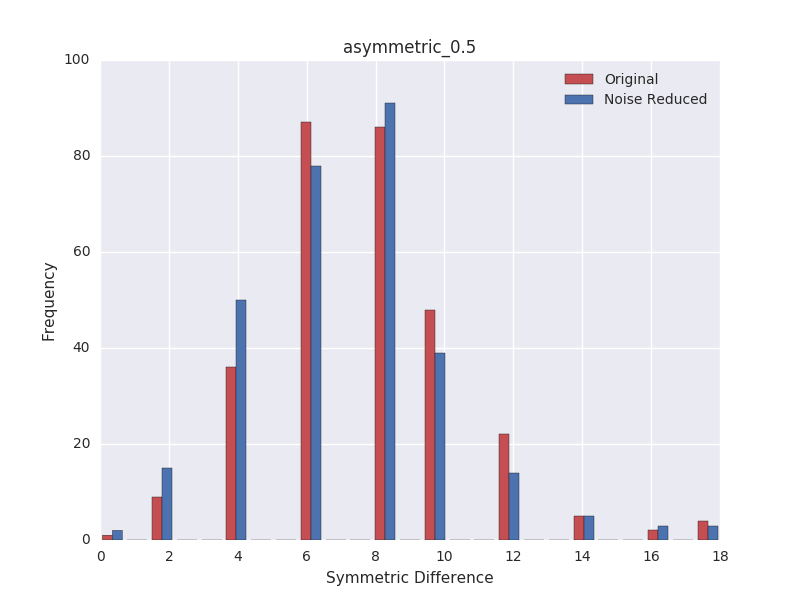 asymmetric_0.5
Original
Noise Reduced
100
80
60
40
20
0
Frequency
0 2 4 6 8 10 12 14 16 18
Symmetric Difference